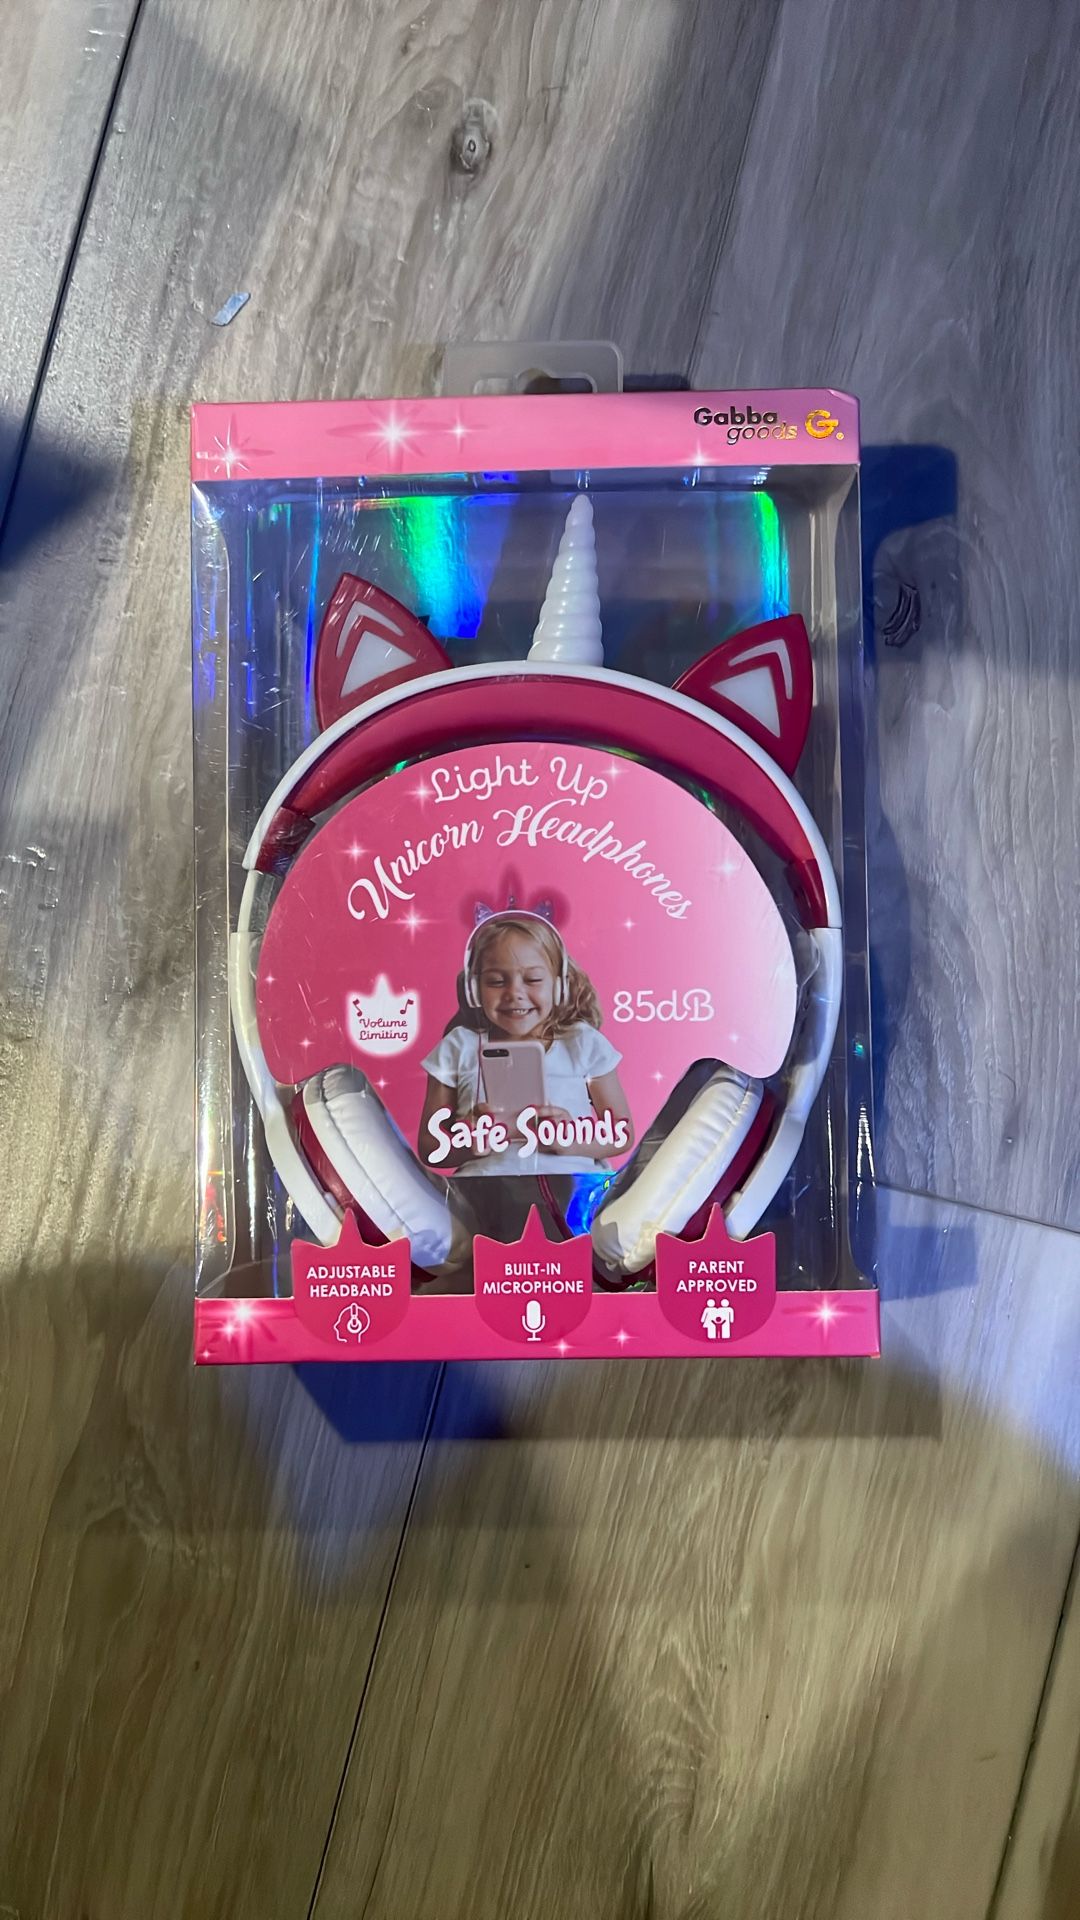 Gabba
goods G.
Light Up
Unicorn Headphones
Volume
Limiting
85dB
Safe Sounds
ADJUSTABLE
HEADBAND
BUILT-IN
MICROPHONE
PARENT
APPROVED